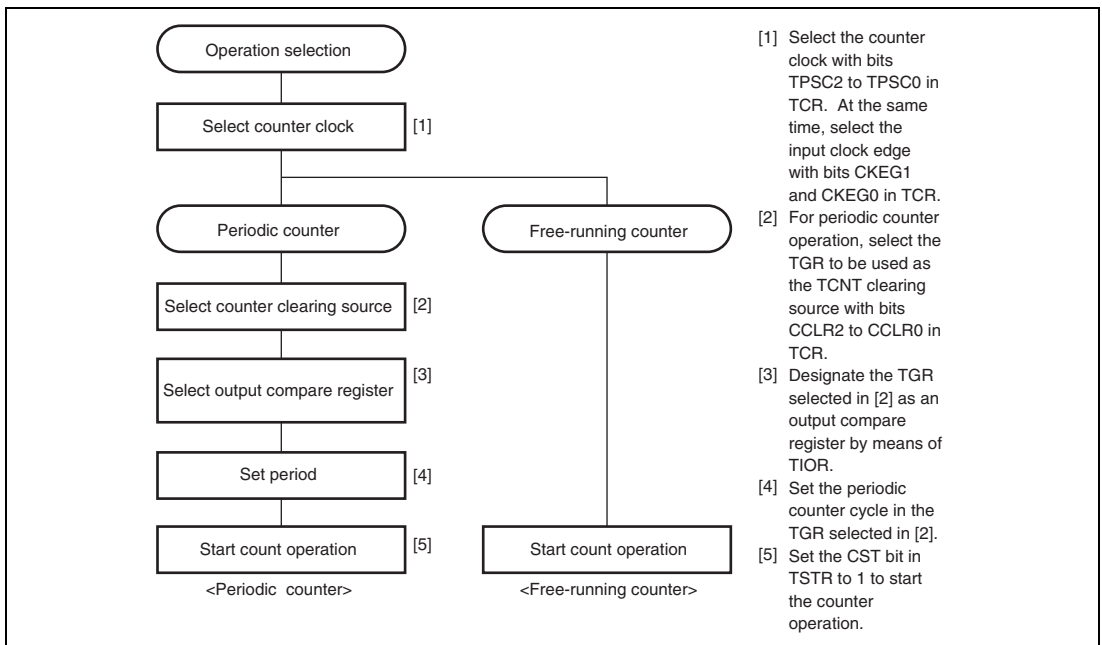 Operation selection
Select counter clock [1]
Periodic counter
Free-running counter
Select counter clearing source [2]
Select output compare register [3]
Set period [4]
Start count operation [5]
Start count operation
<Periodic counter>
<Free-running counter>
[1] Select the counter
clock with bits
TPSC2 to TPSC0 in
TCR. At the same
time, select the
input clock edge
with bits CKEG1
and CKEG0 in TCR.
[2] For periodic counter
operation, select the
TGR to be used as
the TCNT clearing
source with bits
CCLR2 to CCLR0 in
TCR.
[3] Designate the TGR
selected in [2] as an
output compare
register by means of
TIOR.
[4] Set the periodic
counter cycle in the
TGR selected in [2].
[5] Set the CST bit in
TSTR to 1 to start
the counter
operation.